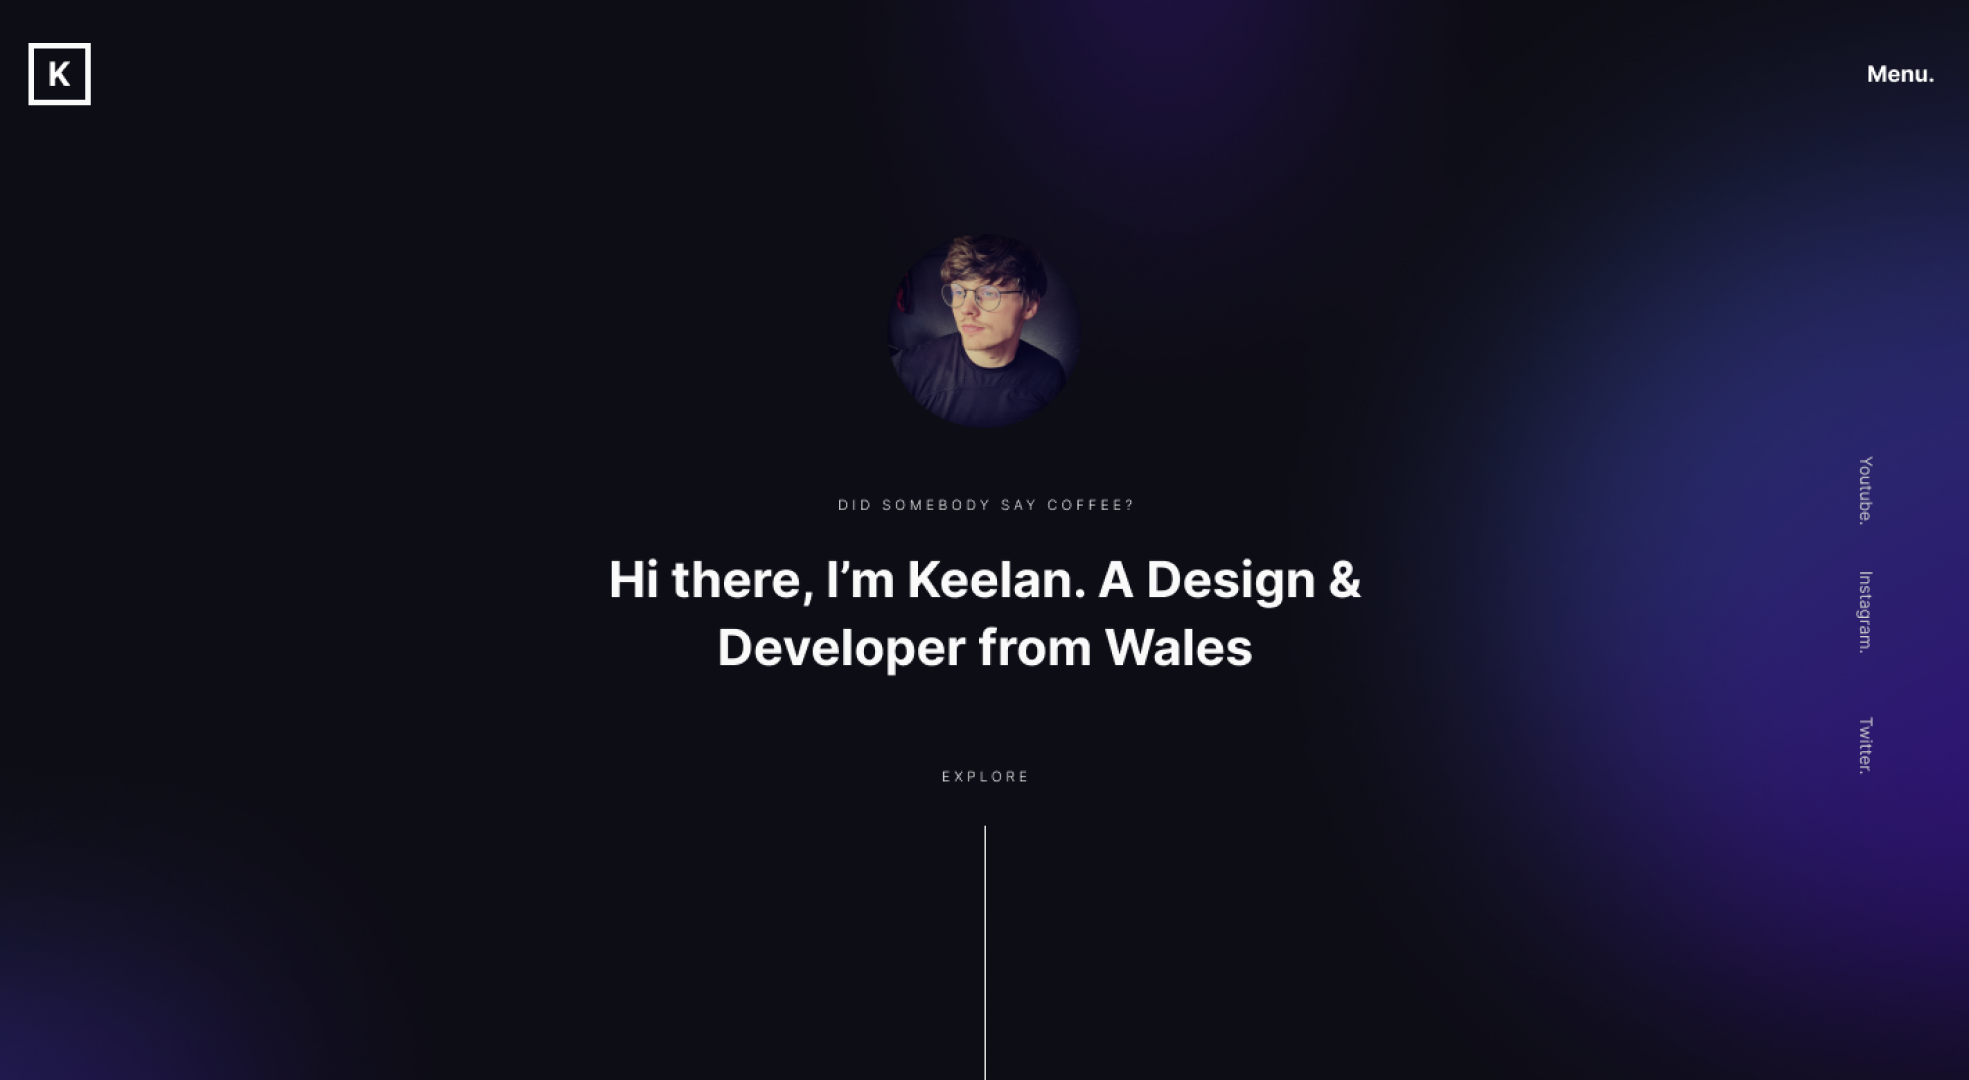 K
Menu.
DID SOMEBODY SAY COFFEE?
Hi there, I’m Keelan. A Design &
Developer from Wales
EXPLORE
Youtube.
Instagram.
Twitter.